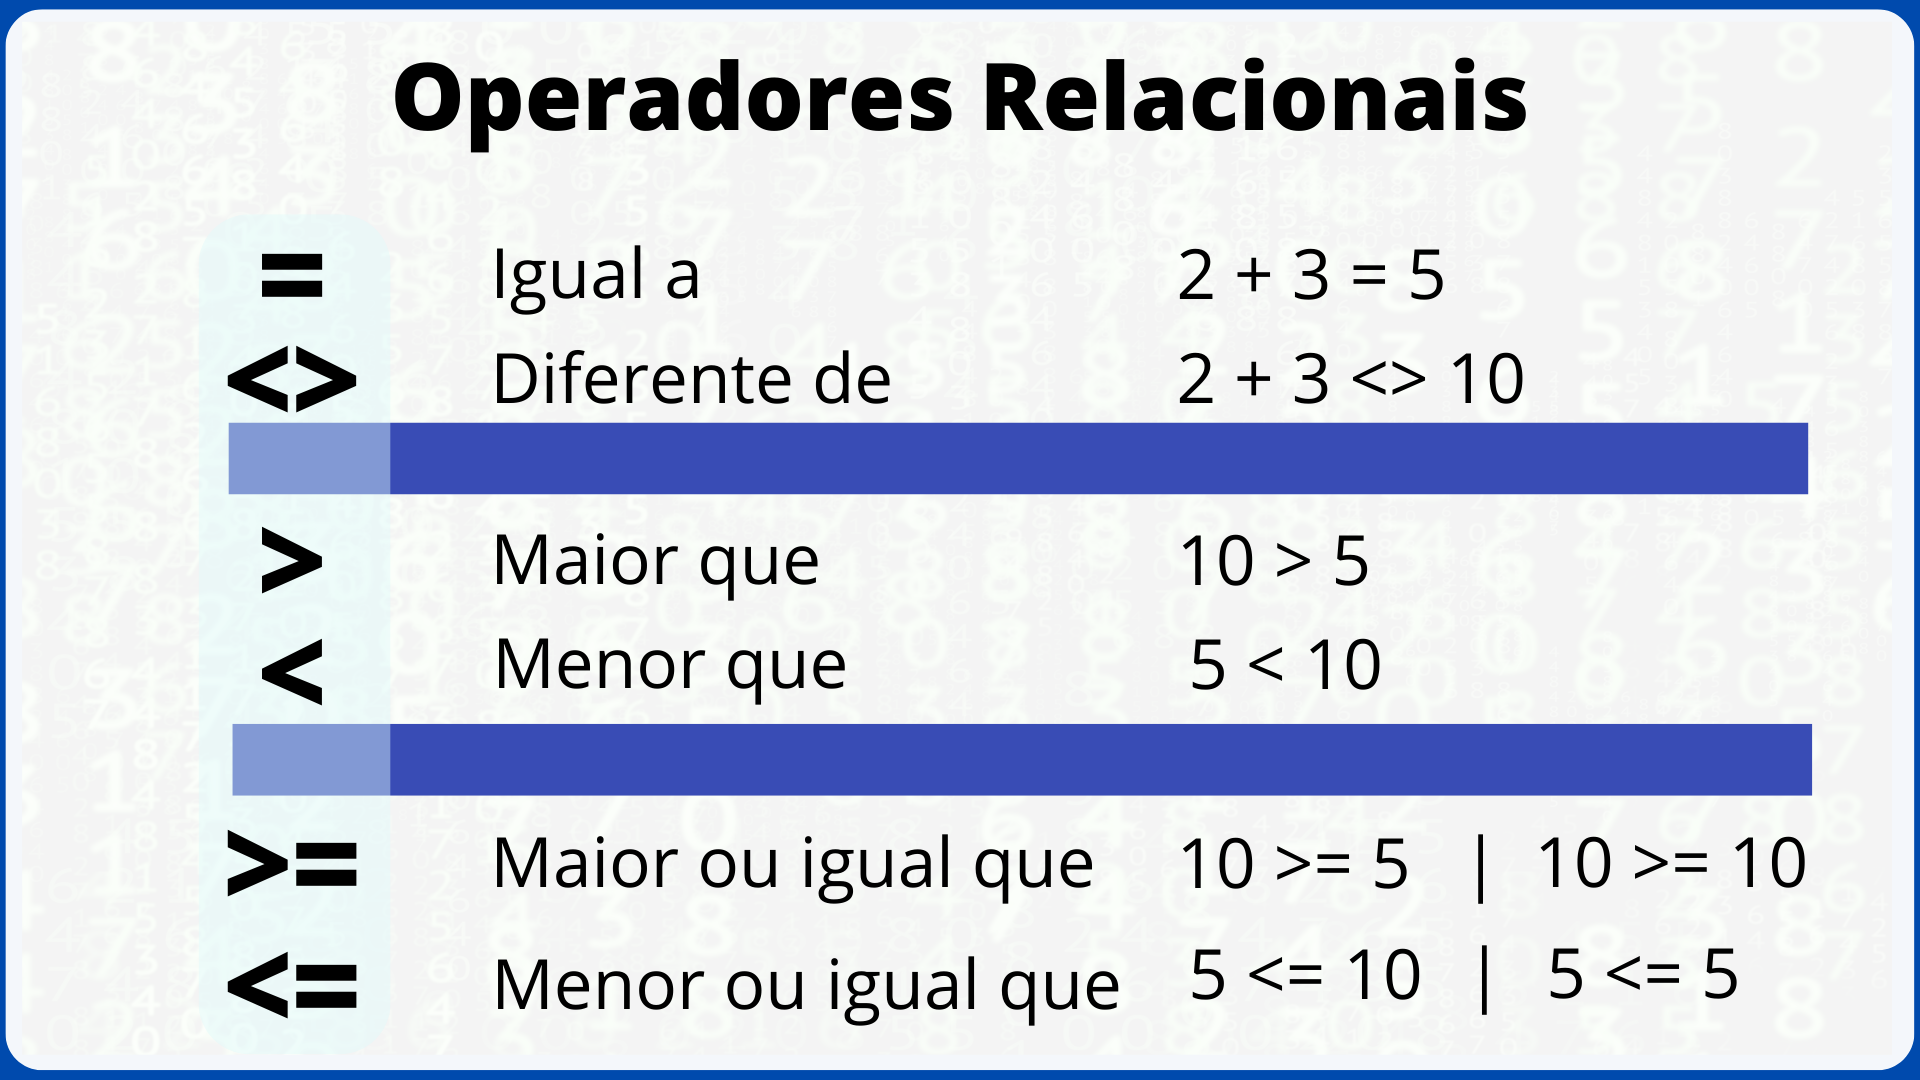 Operadores Relacionais
= Igual a 2 + 3 = 5
<> Diferente de 2 + 3 <> 10
> Maior que 10 > 5
< Menor que 5 < 10
>= Maior ou igual que 10 >= 5 | 10 >= 10
<= Menor ou igual que 5 <= 10 | 5 <= 5